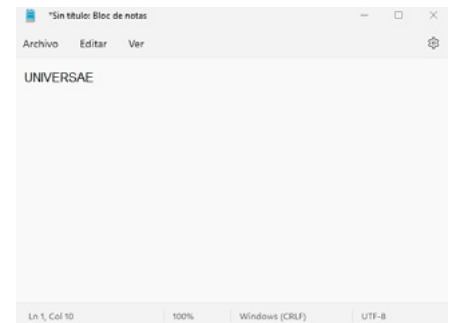 *Sin título: Bloc de notas
Archivo Editar Ver
UNIVERSAE
Ln 1, Col 10 100% Windows (CRLF) UTF-8